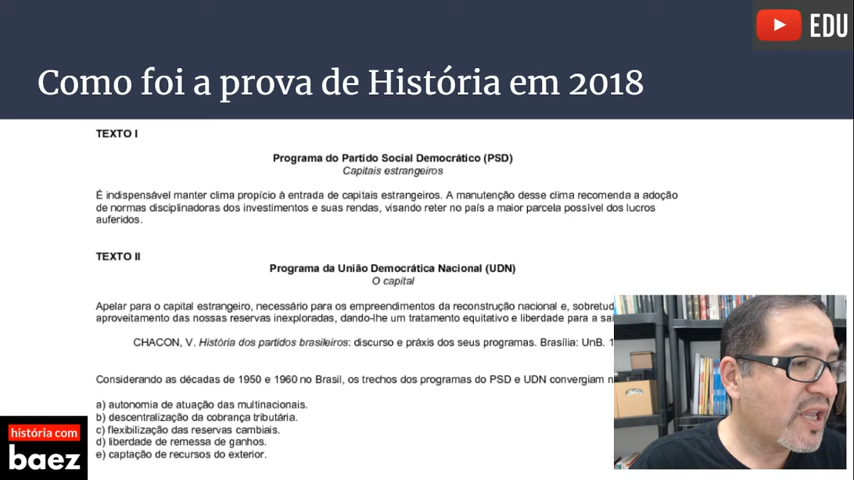 EDU
Como foi a prova de História em 2018
TEXTO I
Programa do Partido Social Democrático (PSD)
Capitais estrangeiros
É indispensável manter clima propício à entrada de capitais estrangeiros. A manutenção desse clima recomenda a adoção
de normas disciplinadoras dos investimentos e suas rendas, visando reter no país a maior parcela possível dos lucros
auferidos.
TEXTO II
Programa da União Democrática Nacional (UDN)
O capital
Apelar para o capital estrangeiro, necessário para os empreendimentos da reconstrução nacional e,
aproveitamento das nossas reservas inexploradas, dando-lhe um tratamento equitativo e liberdade para a
CHACON, V. História dos partidos brasileiros: discurso e práxis dos seus programas. Brasília: UnB.
Considerando as décadas de 1950 e 1960 no Brasil, os trechos dos programas do PSD e UDN convergiam
a) autonomia de atuação das multinacionais.
b) descentralização da cobrança tributária.
c) flexibilização das reservas cambiais.
d) liberdade de remessa de ganhos.
e) captação de recursos do exterior.
história com
baez